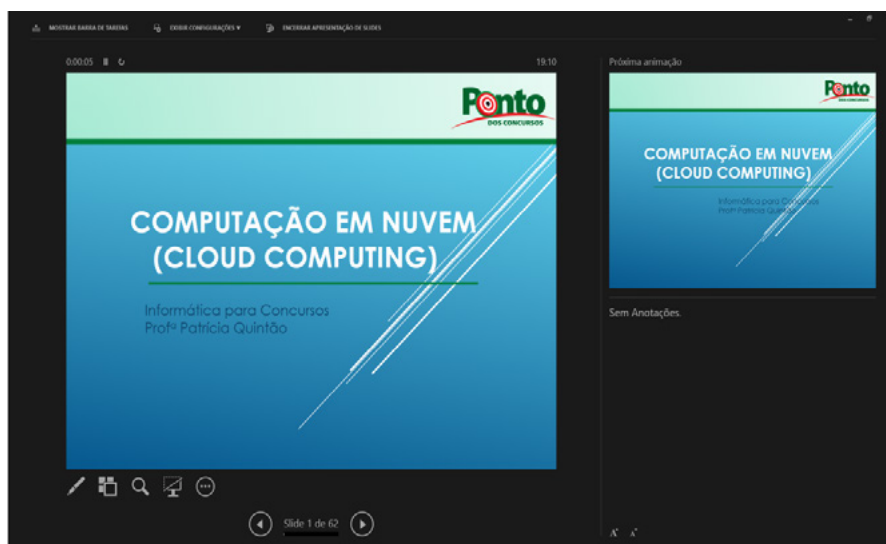 MOSTRAR BARRA DE TAREFAS EXIBIR CONFIGURAÇÕES ▼ ENCERRAR APRESENTAÇÃO DE SLIDES
0:00:05 19:10
Ponto
DOS CONCURSOS
COMPUTAÇÃO EM NUVEM
(CLOUD COMPUTING)
Informática para Concursos
Profª Patrícia Quintão
Slide 1 de 62
Próxima animação
Ponto
DOS CONCURSOS
COMPUTAÇÃO EM NUVEM
(CLOUD COMPUTING)
Informática para Concursos
Profª Patrícia Quintão
Sem Anotações.
A A